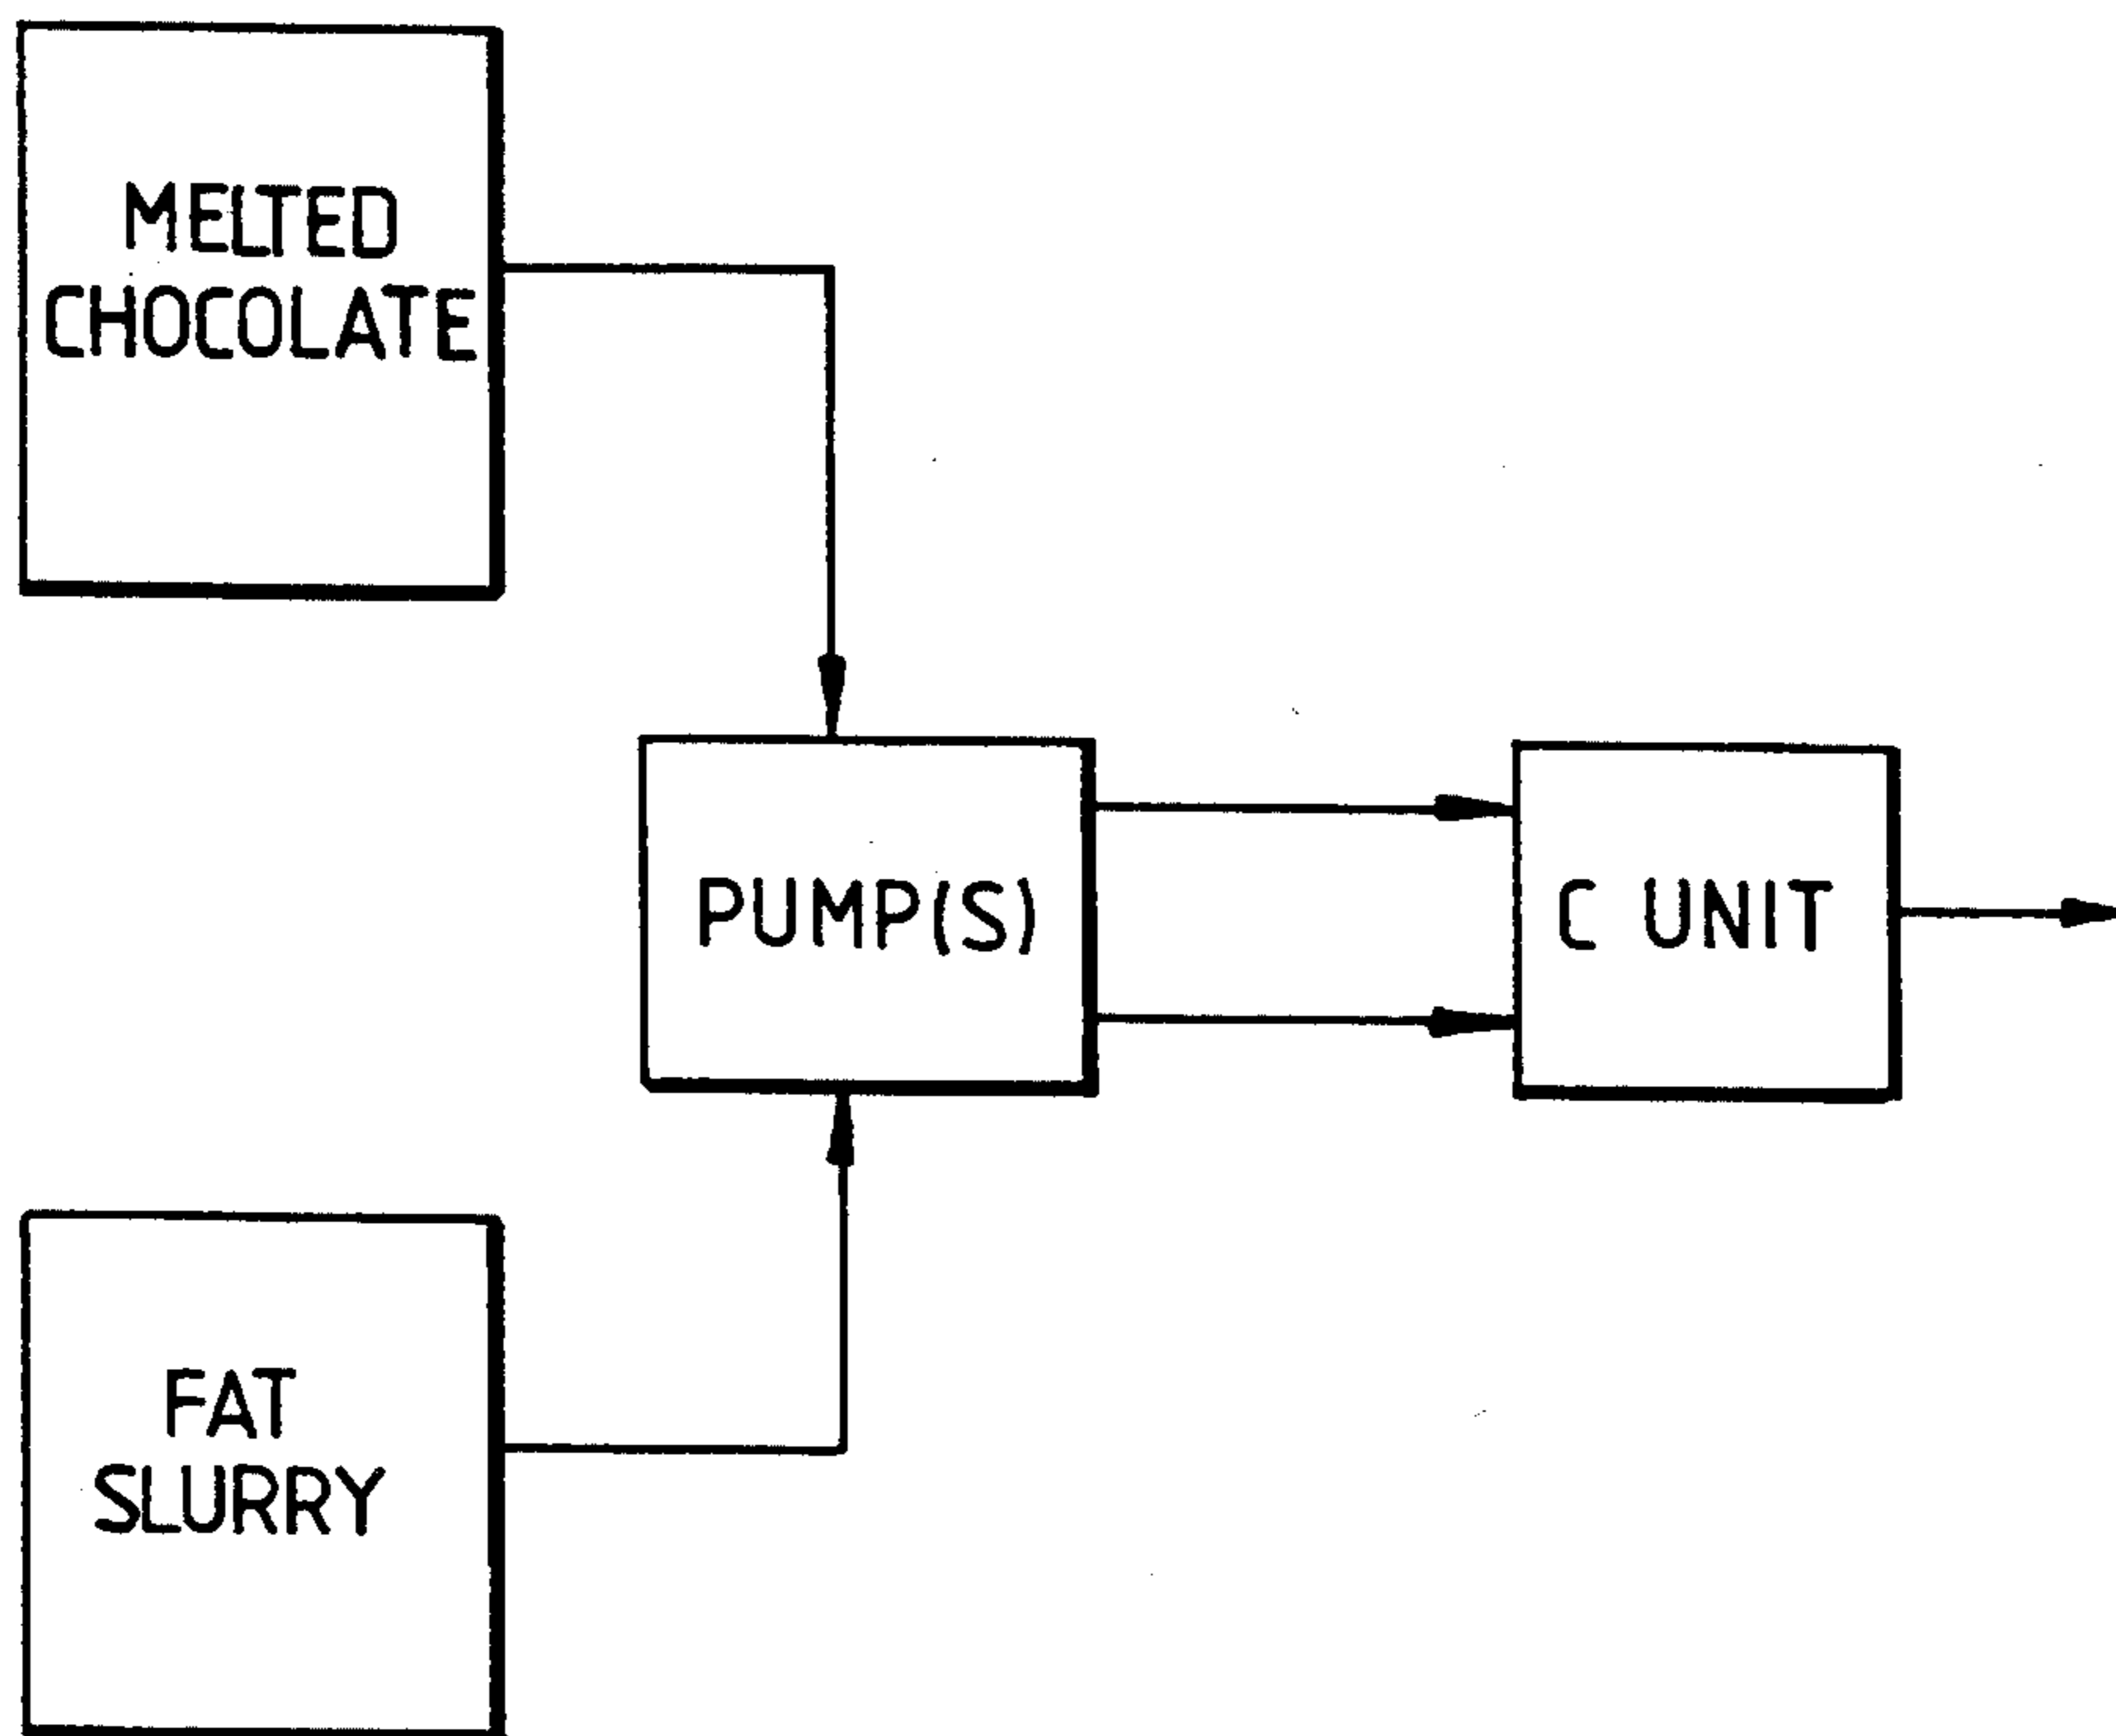 MELTED
CHOCOLATE
PUMP(S)
C UNIT
FAT
SLURRY